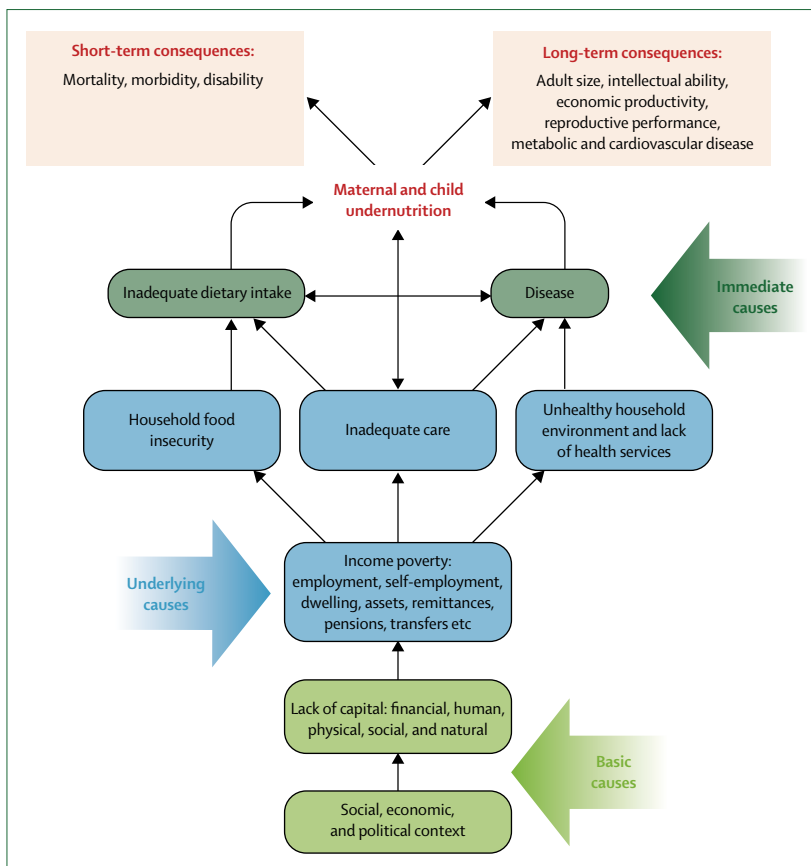 Short-term consequences:
Mortality, morbidity, disability
Long-term consequences:
Adult size, intellectual ability,
economic productivity,
reproductive performance,
metabolic and cardiovascular disease
Maternal and child
undernutrition
Inadequate dietary intake
Disease
Immediate
causes
Household food
insecurity
Inadequate care
Unhealthy household
environment and lack
of health services
Underlying
causes
Income poverty:
employment, self-employment,
dwelling, assets, remittances,
pensions, transfers etc
Lack of capital: financial, human,
physical, social, and natural
Basic
causes
Social, economic,
and political context